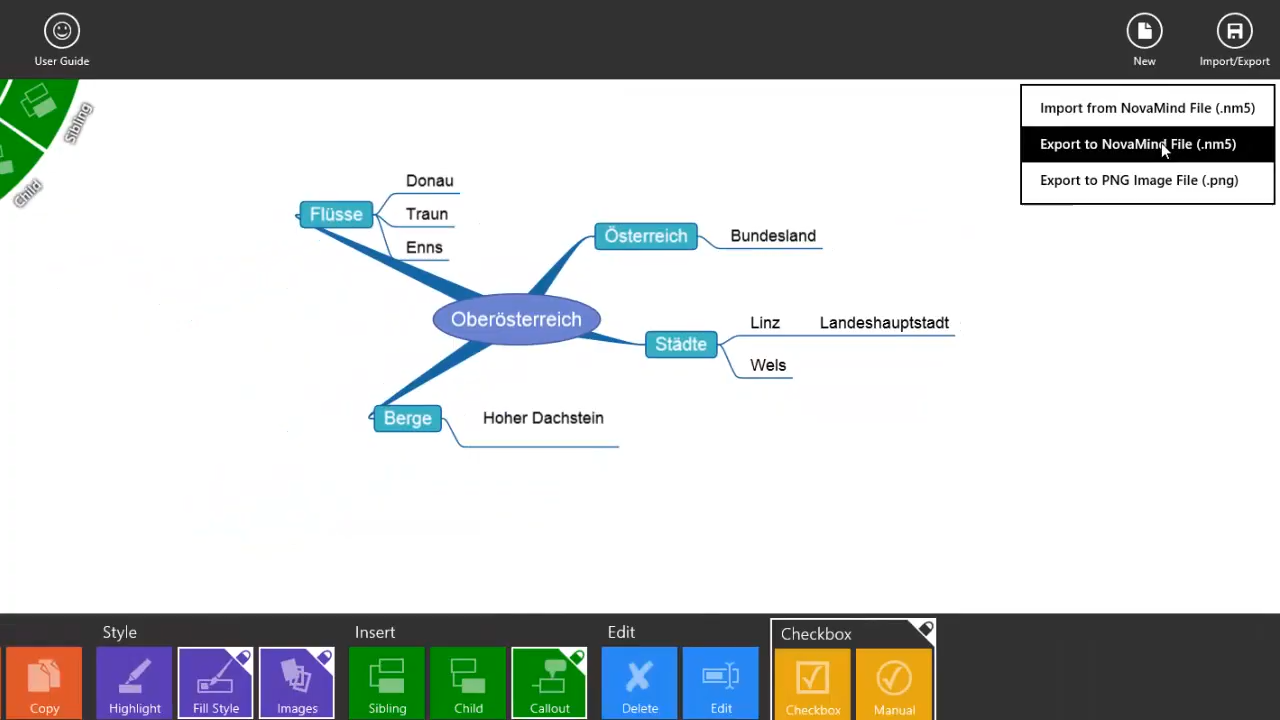 User Guide
New
Import/Export
Sibling
Child
Import from NovaMind File (.nm5)
Export to NovaMind File (.nm5)
Export to PNG Image File (.png)
Donau
Flüsse
Traun
Enns
Österreich
Bundesland
Oberösterreich
Linz
Landeshauptstadt
Städte
Wels
Berge
Hoher Dachstein
Style
Insert
Edit
Checkbox
Copy
Highlight
Fill Style
Images
Sibling
Child
Callout
Delete
Edit
Checkbox
Manual